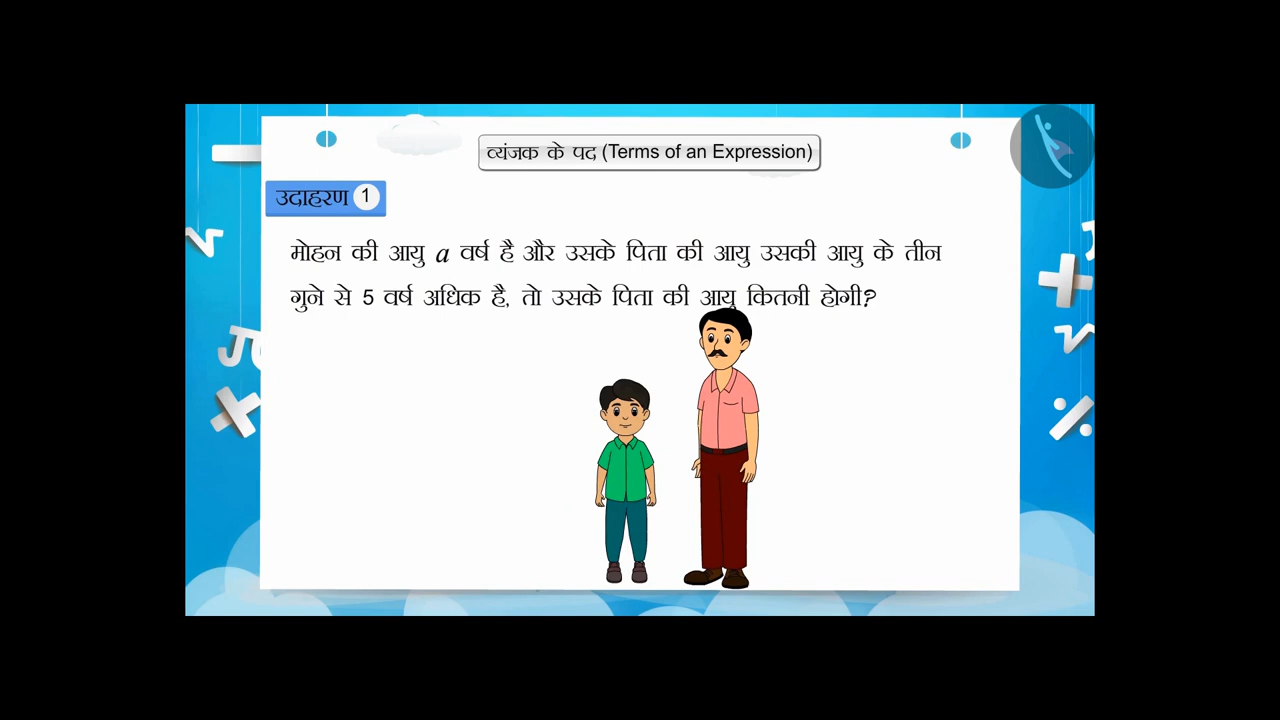 व्यंजक के पद (Terms of an Expression)
उदाहरण 1
मोहन की आयु a वर्ष है और उसके पिता की आयु उसकी आयु के तीन
गुने से 5 वर्ष अधिक है, तो उसके पिता की आयु कितनी होगी?